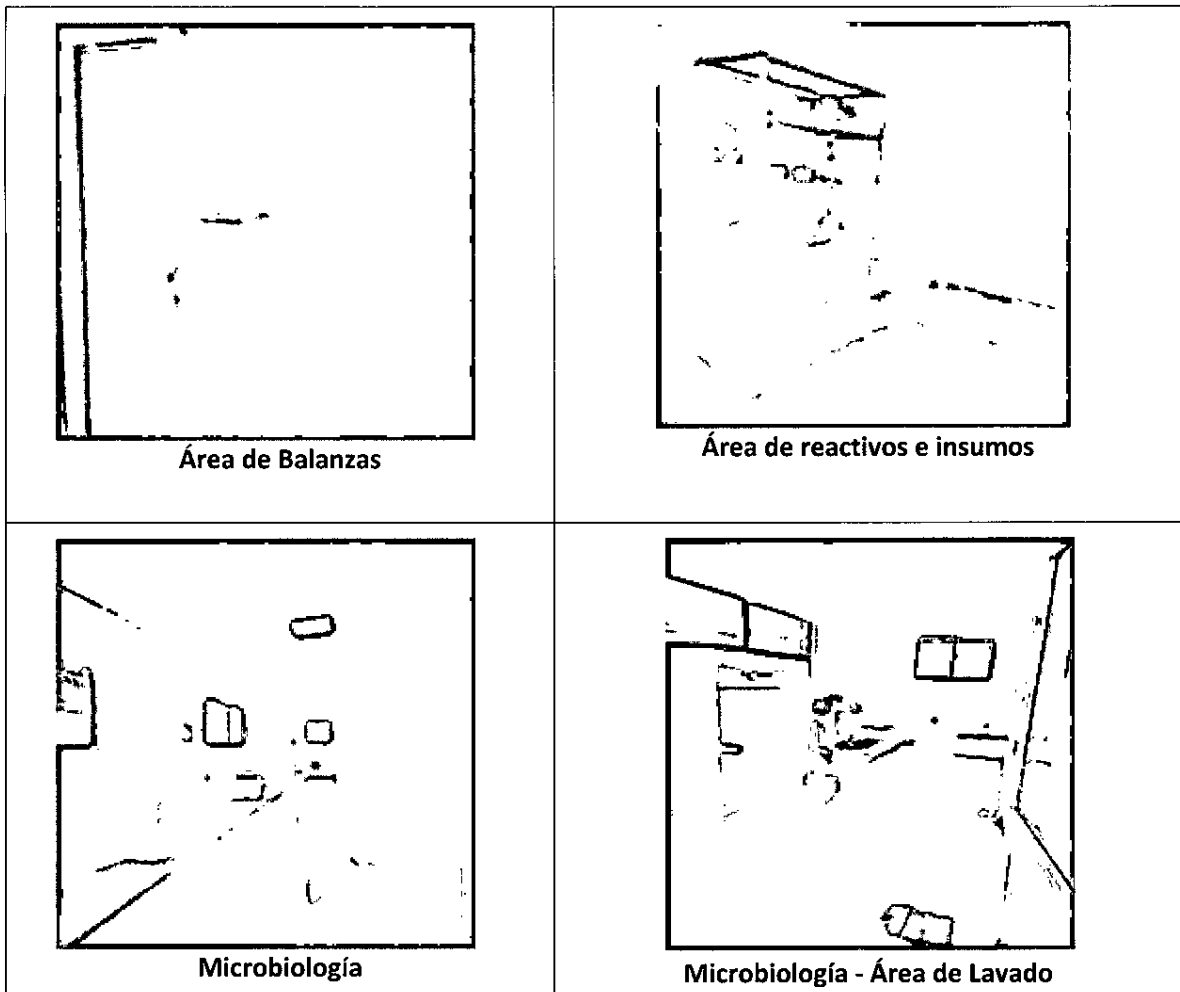 Área de Balanzas
Área de reactivos e insumos
Microbiología
Microbiología - Área de Lavado